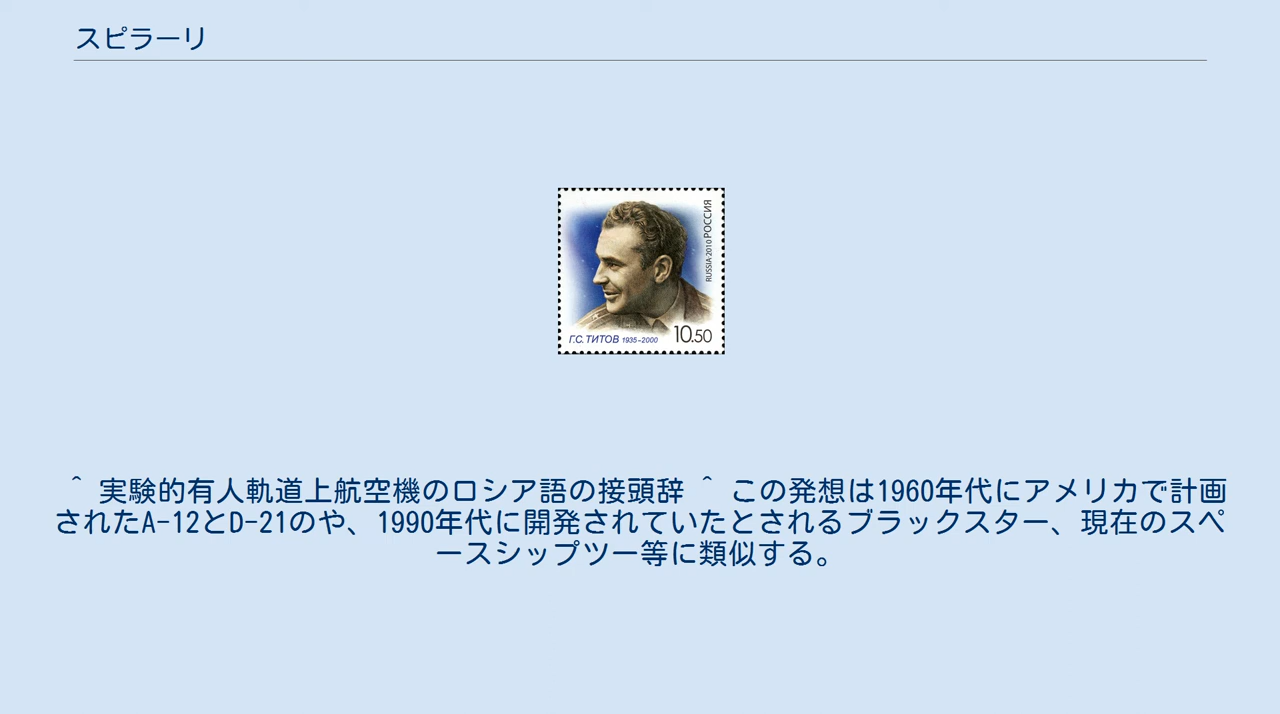 スピラーリ
RUSSIA·2010 РОССИЯ
Г.С. ТИТОВ 1935–2000
10.50
^ 実験的有人軌道上航空機のロシア語の接頭辞 ^ この発想は1960年代にアメリカで計画
されたA-12とD-21のや、1990年代に開発されていたとされるブラックスター、現在のスペ
ースシップツー等に類似する。